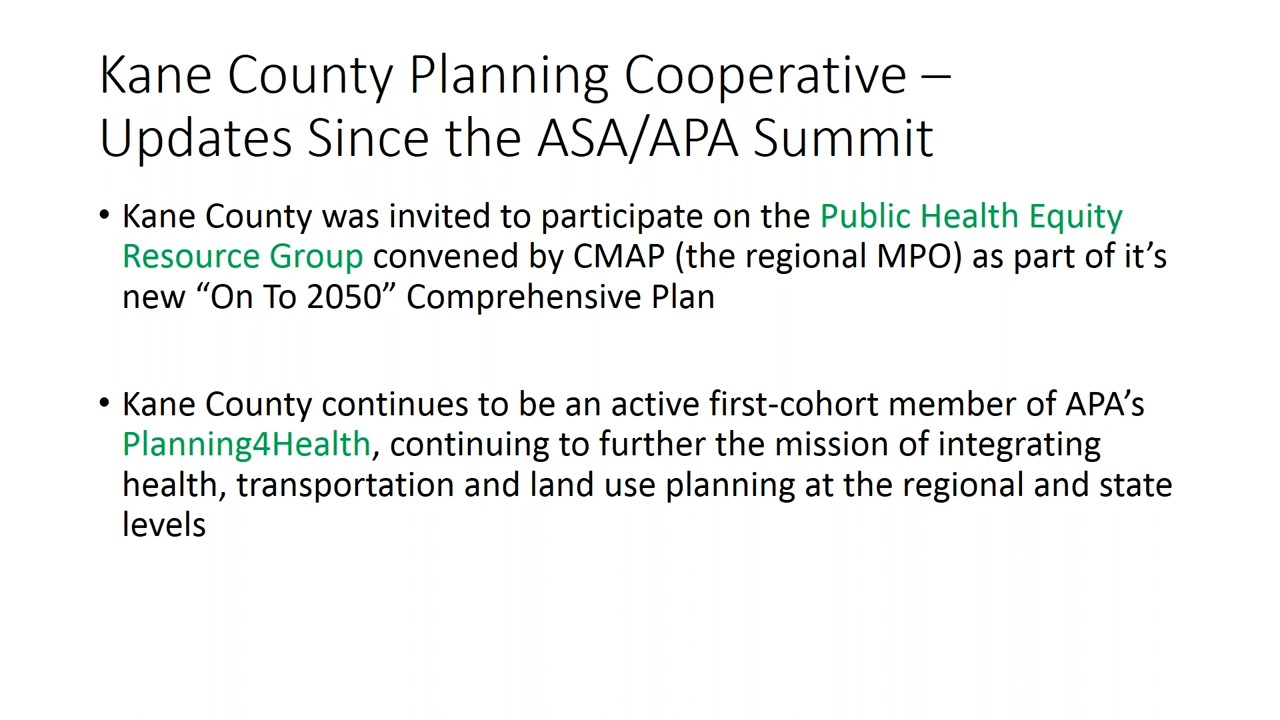 Kane County Planning Cooperative –
Updates Since the ASA/APA Summit
• Kane County was invited to participate on the Public Health Equity
Resource Group convened by CMAP (the regional MPO) as part of it’s
new “On To 2050” Comprehensive Plan
• Kane County continues to be an active first-cohort member of APA’s
Planning4Health, continuing to further the mission of integrating
health, transportation and land use planning at the regional and state
levels